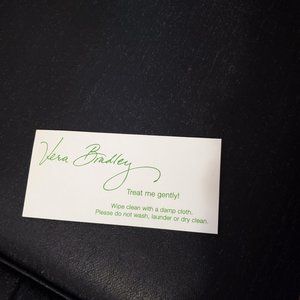 Vera Bradley
Treat me gently!
Wipe clean with a damp cloth.
Please do not wash, launder or dry clean.